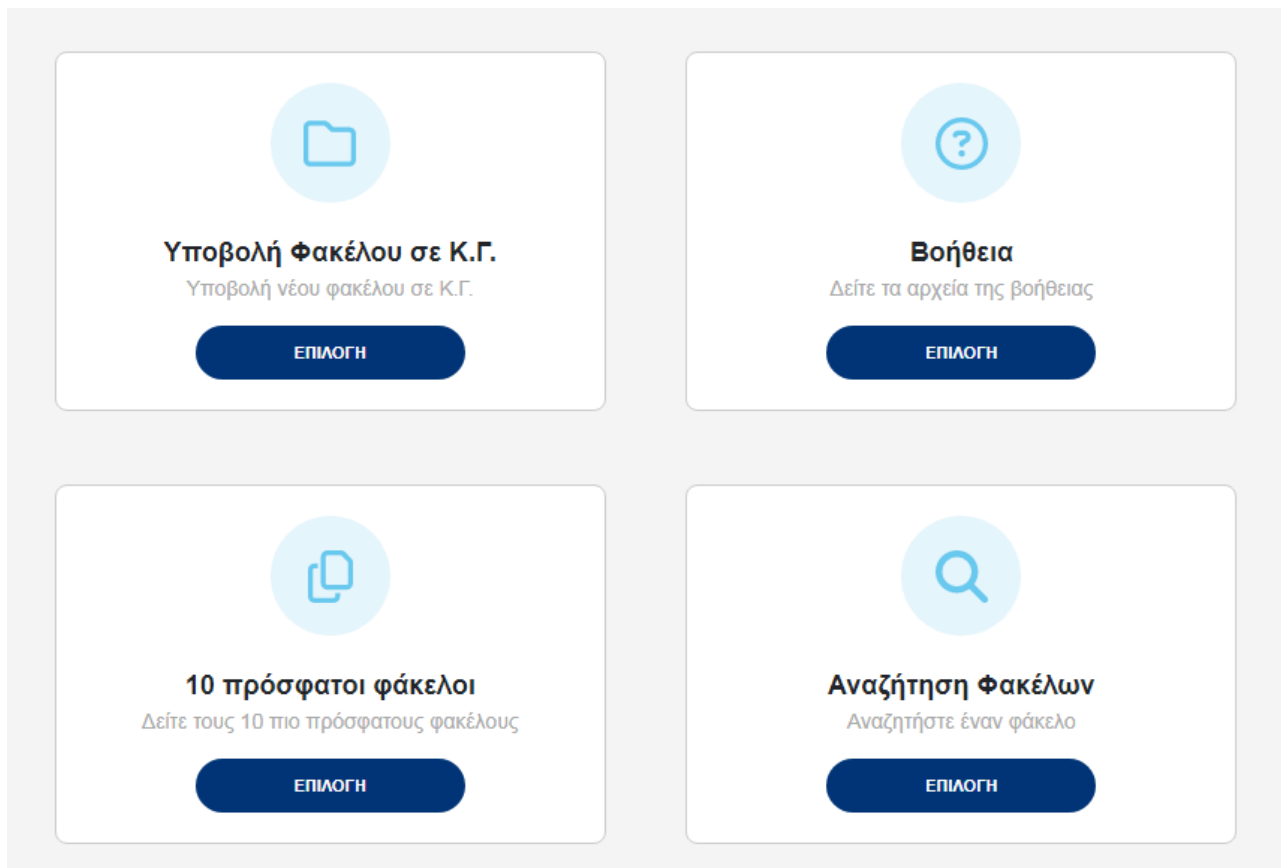 Υποβολή Φακέλου σε Κ.Γ.
Υποβολή νέου φακέλου σε Κ.Γ.
ΕΠΙΛΟΓΗ
Βοήθεια
Δείτε τα αρχεία της βοήθειας
ΕΠΙΛΟΓΗ
10 πρόσφατοι φάκελοι
Δείτε τους 10 πιο πρόσφατους φακέλους
ΕΠΙΛΟΓΗ
Αναζήτηση Φακέλων
Αναζητήστε έναν φάκελο
ΕΠΙΛΟΓΗ